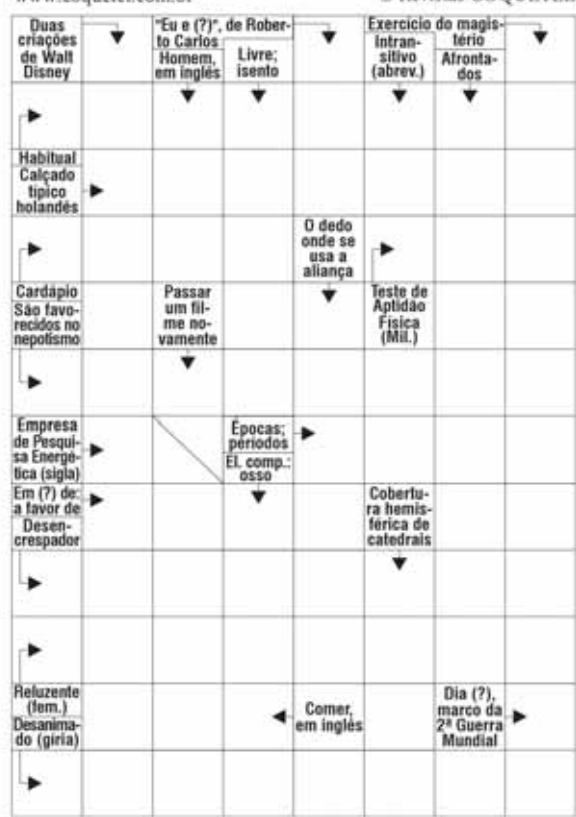 Duas
criações
de Walt
Disney
"Eu e (?)", de Rober-
to Carlos
Homem,
em inglês
Livre;
isento
Exercício do magis-
tério
Intran-
sitivo
(abrev.)
Afronta-
dos
Habitual
Calçado
típico
holandês
O dedo
onde se
usa a
aliança
Cardápio
São favo-
recidos no
nepotismo
Passar
um fil-
me no-
vamente
Teste de
Aptidão
Física
(Mil.)
Empresa
de Pesqui-
sa Energé-
tica (sigla)
Épocas;
períodos
El. comp.:
osso
Em (?) de:
a favor de
Desen-
crespador
Cobertu-
ra hemis-
férica de
catedrais
Reluzente
(fem.)
Desanima-
do (gíria)
Comer,
em inglês
Dia (?),
marco da
2ª Guerra
Mundial